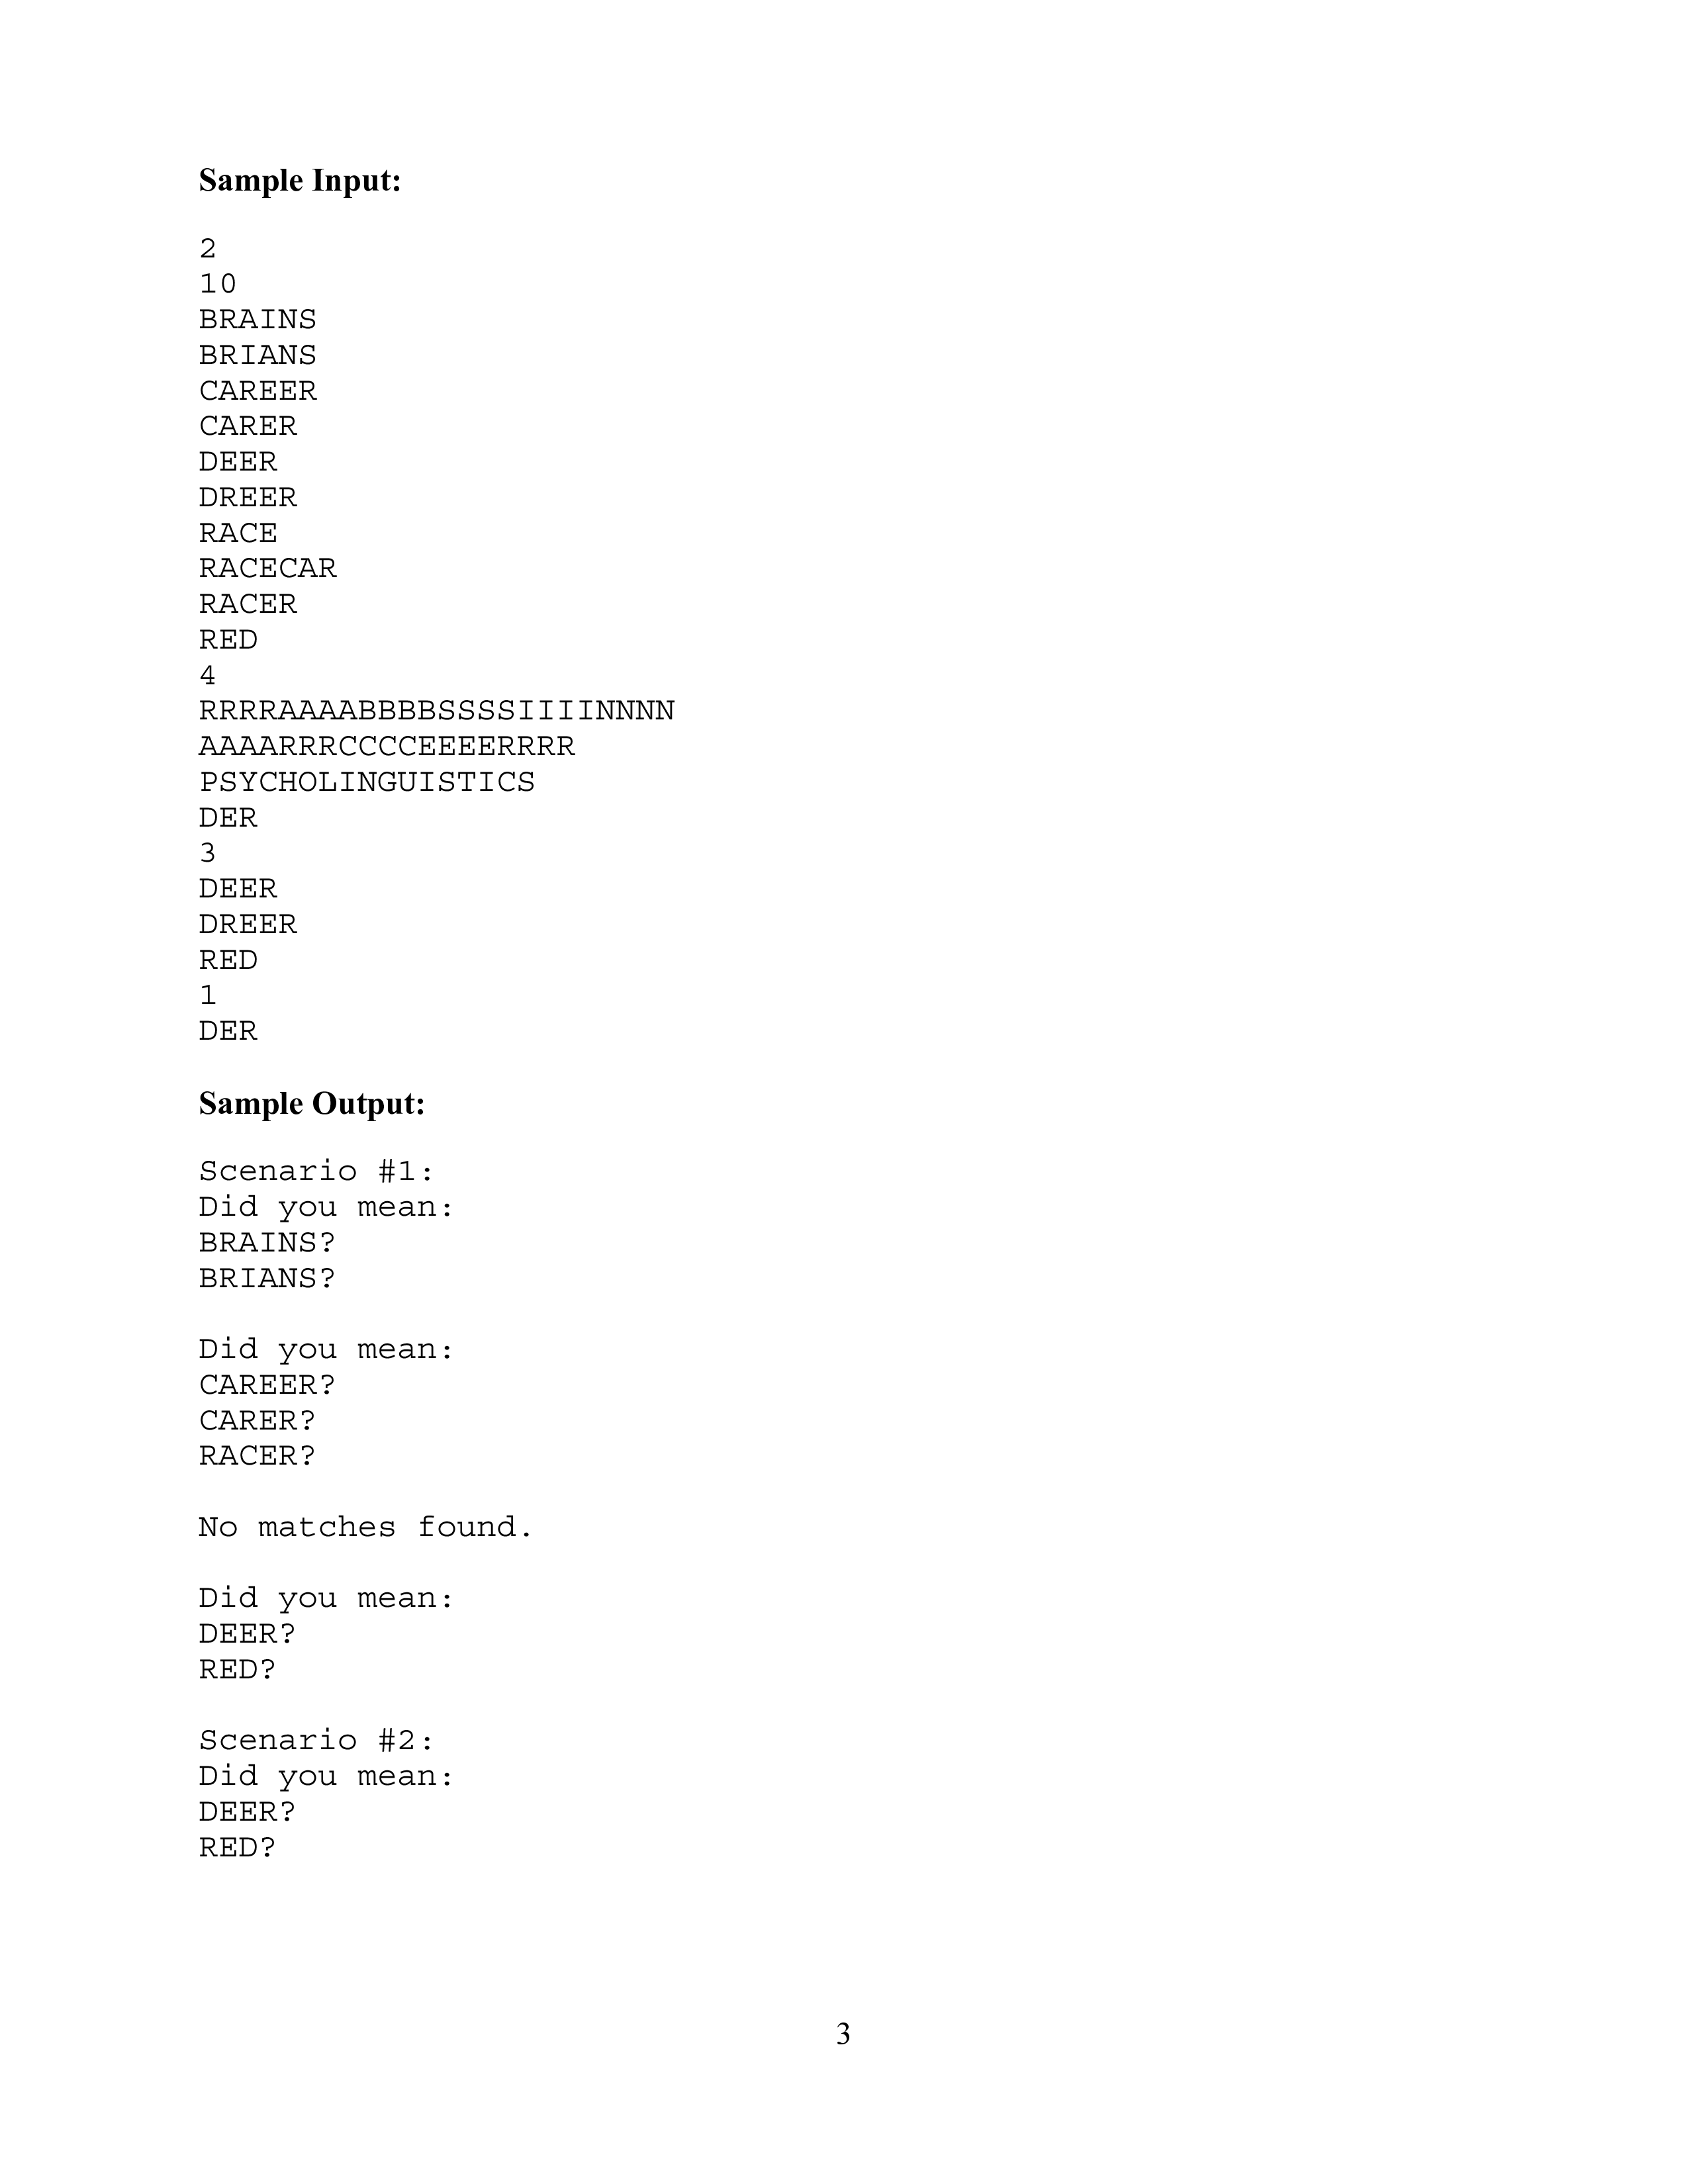 Sample Input:
2
10
BRAINS
BRIANS
CAREER
CARER
DEER
DREER
RACE
RACECAR
RACER
RED
4
RRRRAAAABBBBSSSSIIIINNNN
AAAARRRCCCCEEEERRRR
PSYCHOLINGUISTICS
DER
3
DEER
DREER
RED
1
DER
Sample Output:
Scenario #1:
Did you mean:
BRAINS?
BRIANS?
Did you mean:
CAREER?
CARER?
RACER?
No matches found.
Did you mean:
DEER?
RED?
Scenario #2:
Did you mean:
DEER?
RED?
3